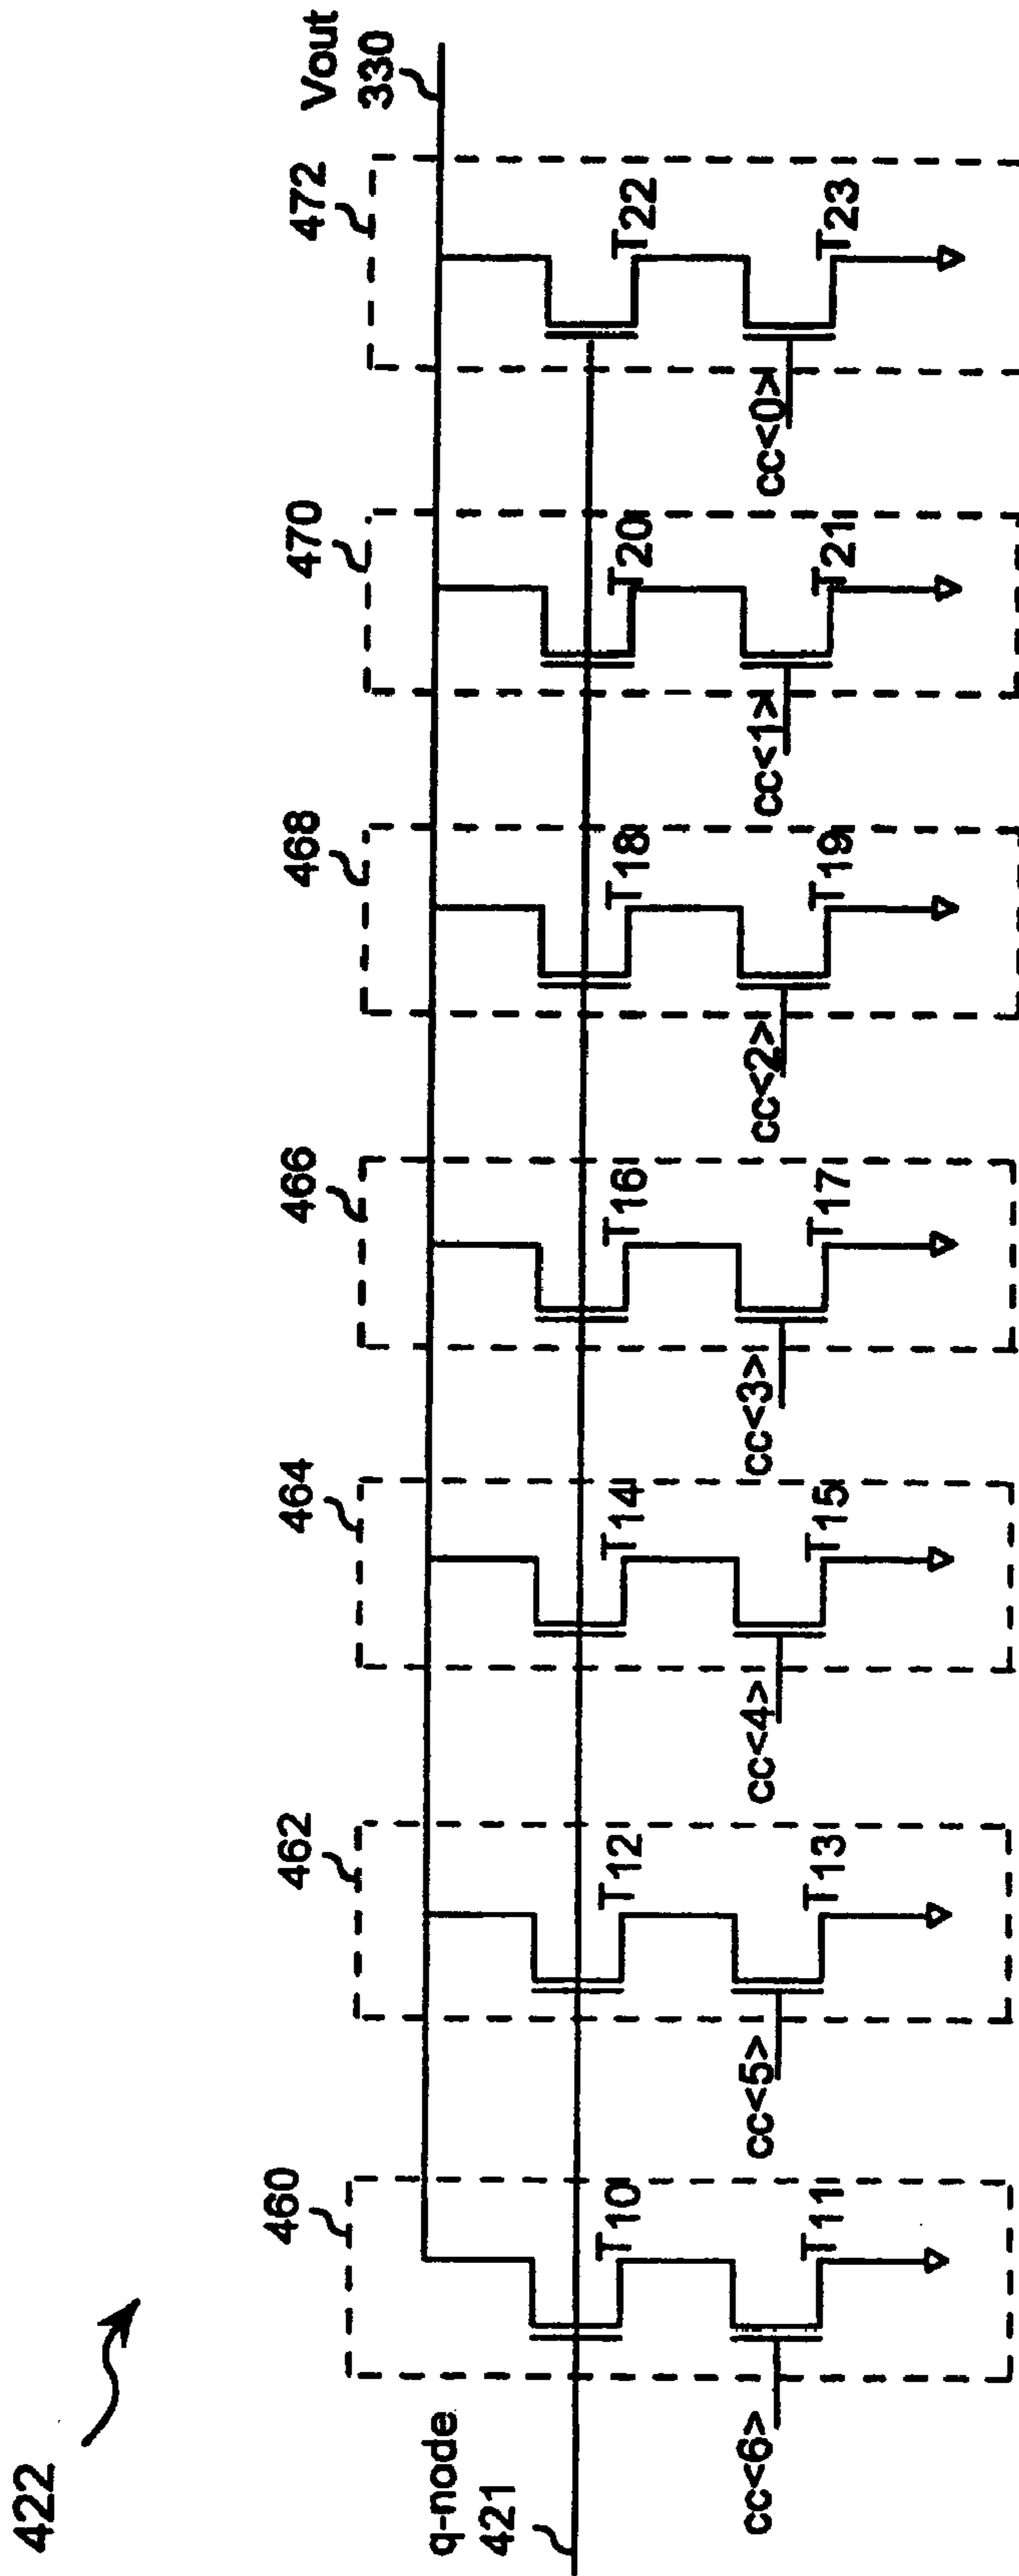 422
460
462
464
466
468
470
472
Vout
330
q-node
421
T10
T12
T14
T16
T18
T20
T22
cc<6>
T11
cc<5>
T13
cc<4>
T15
cc<3>
T17
cc<2>
T19
cc<1>
T21
cc<0>
T23